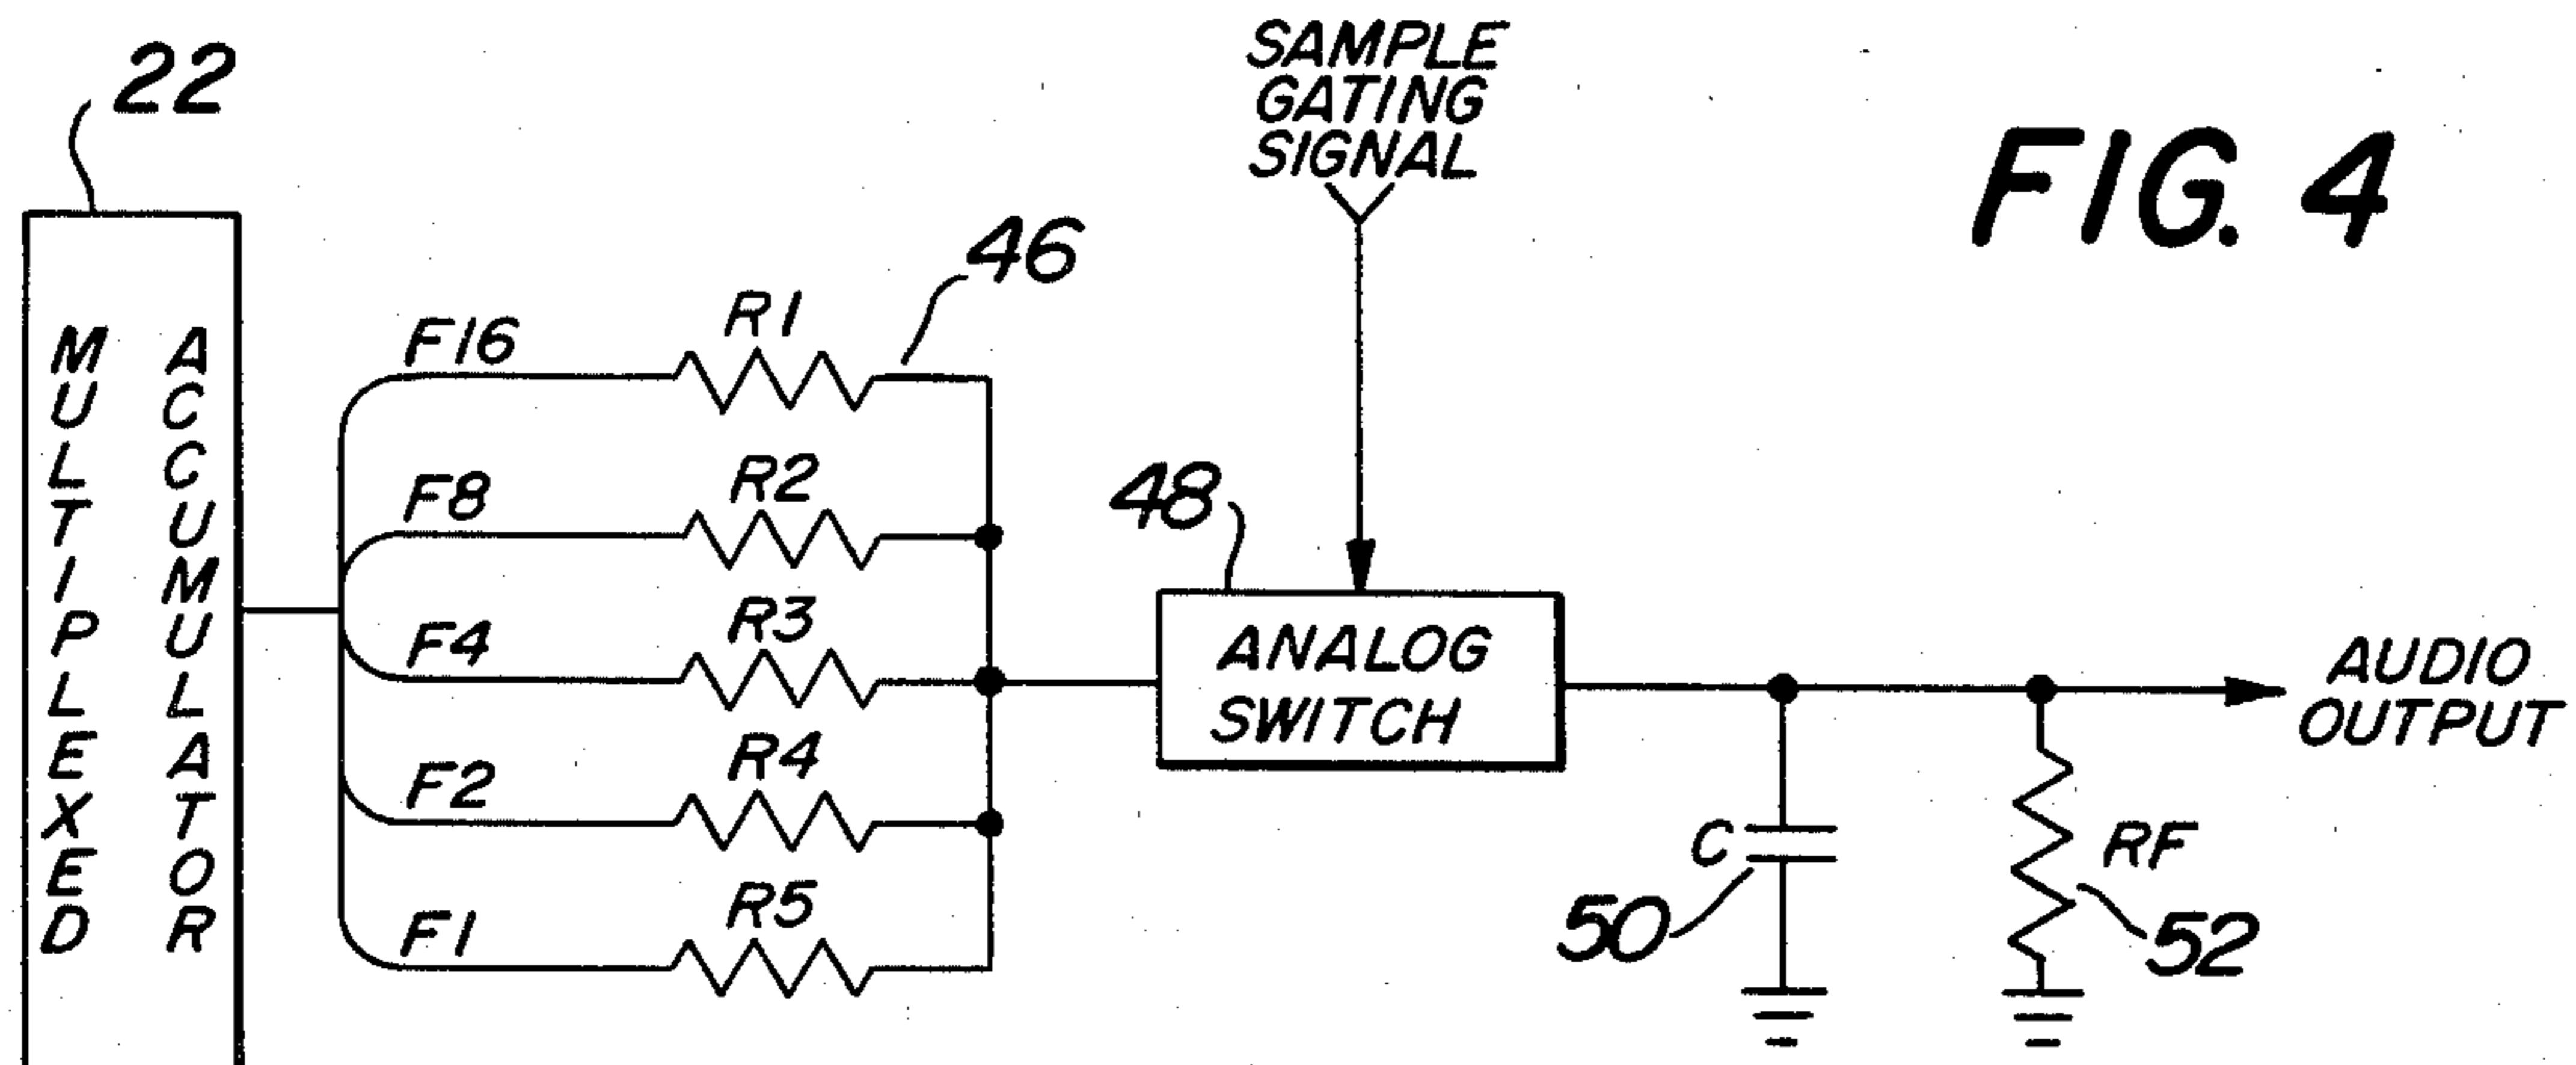 22
SAMPLE
GATING
SIGNAL
FIG. 4
46
MULTIPLEXED
ACCUMULATOR
F16
R1
F8
R2
F4
R3
F2
R4
F1
R5
48
ANALOG
SWITCH
AUDIO
OUTPUT
C
50
RF
52